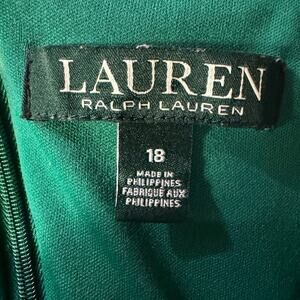 LAUREN
RALPH LAUREN
18
MADE IN
PHILIPPINES
FABRIQUÉ AUX
PHILIPPINES